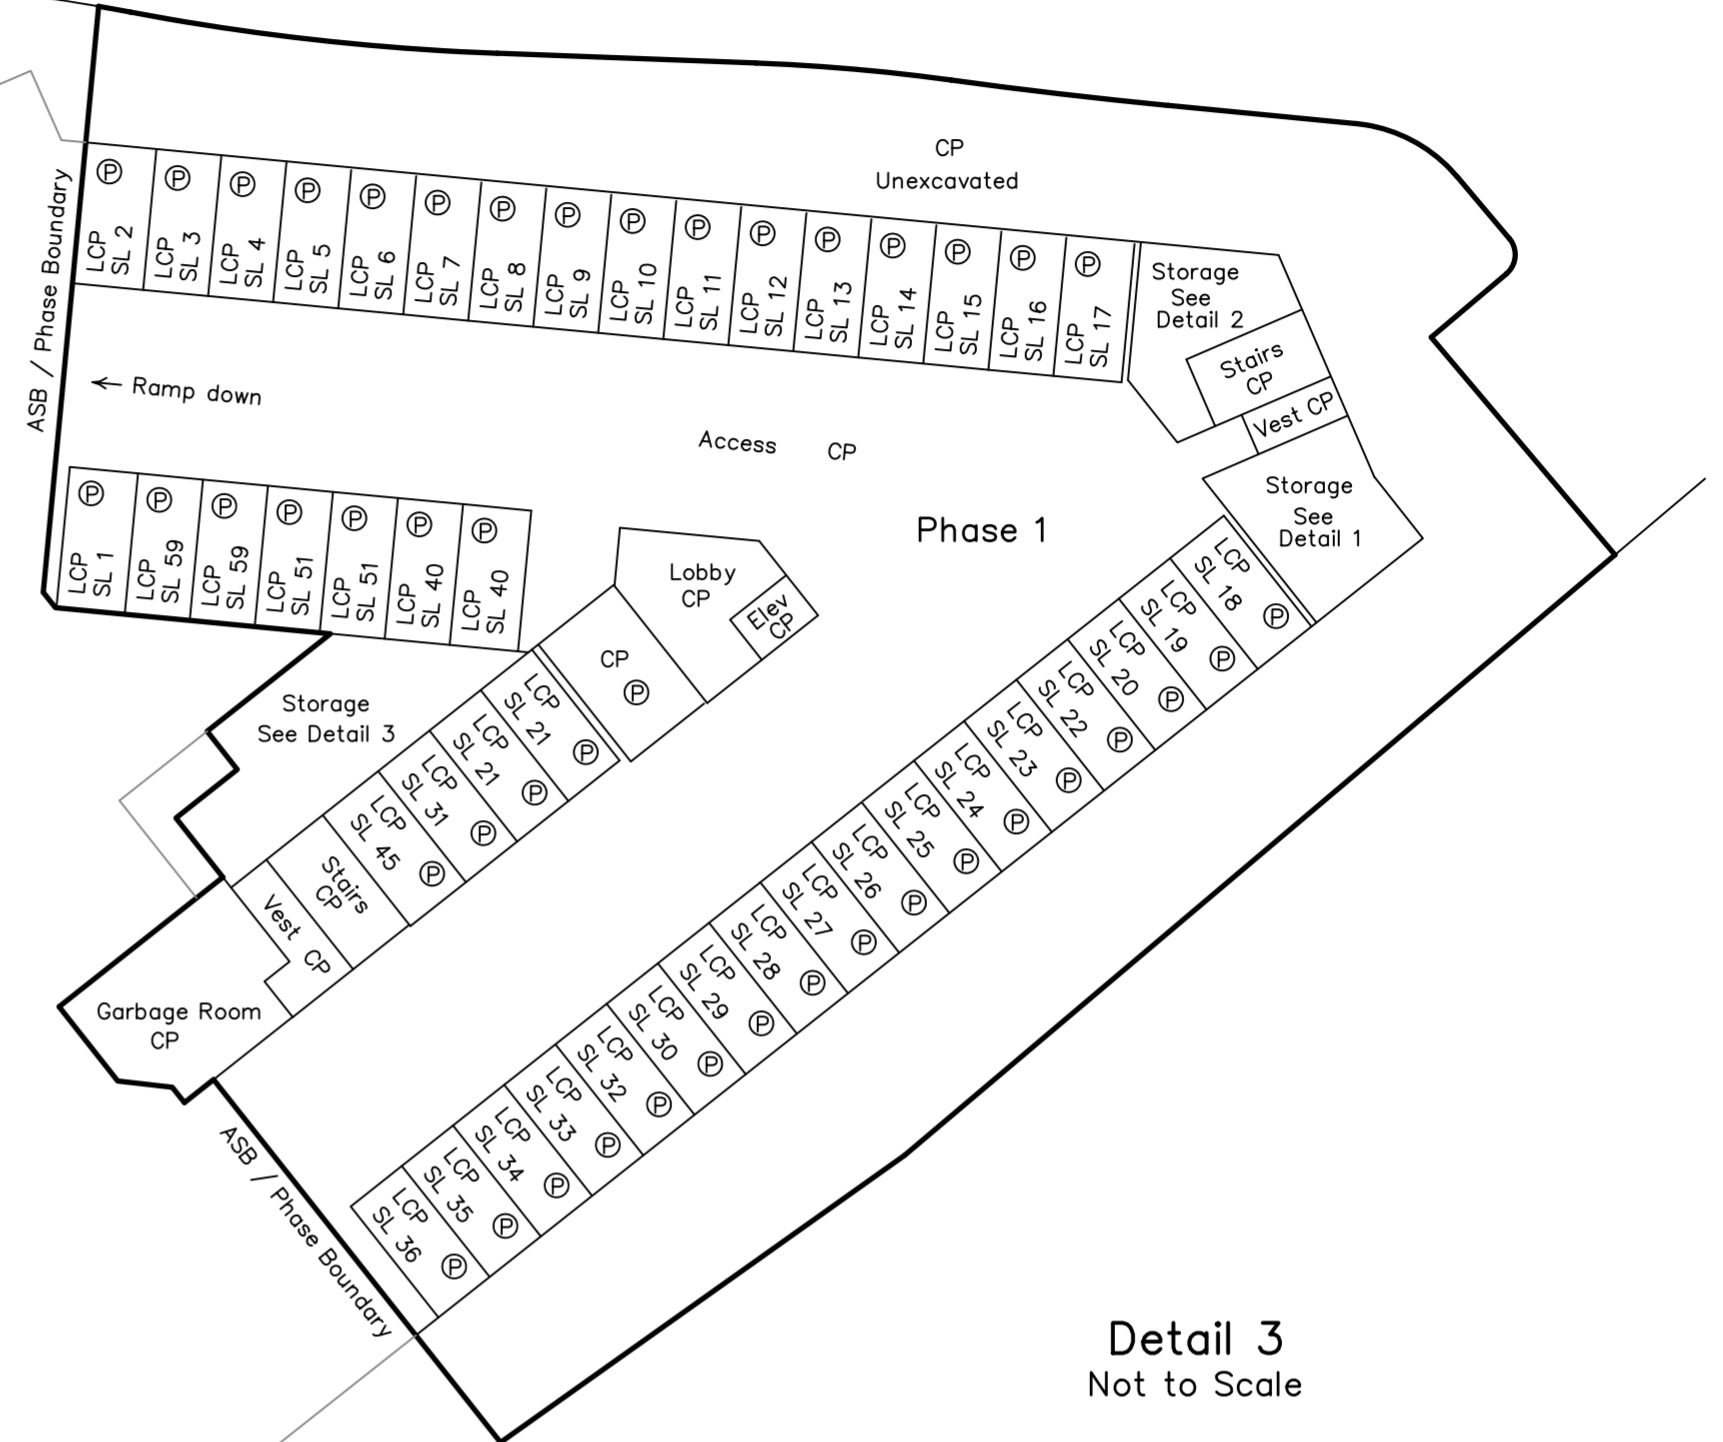 CP
Unexcavated
ASB / Phase Boundary
Ⓟ
LCP
SL 2
Ⓟ
LCP
SL 3
Ⓟ
LCP
SL 4
Ⓟ
LCP
SL 5
Ⓟ
LCP
SL 6
Ⓟ
LCP
SL 7
Ⓟ
LCP
SL 8
Ⓟ
LCP
SL 9
Ⓟ
LCP
SL 10
Ⓟ
LCP
SL 11
Ⓟ
LCP
SL 12
Ⓟ
LCP
SL 13
Ⓟ
LCP
SL 14
Ⓟ
LCP
SL 15
Ⓟ
LCP
SL 16
Ⓟ
LCP
SL 17
Storage
See
Detail 2
Stairs
CP
Vest CP
← Ramp down
Access CP
Storage
See
Detail 1
Phase 1
Ⓟ
LCP
SL 1
Ⓟ
LCP
SL 59
Ⓟ
LCP
SL 59
Ⓟ
LCP
SL 51
Ⓟ
LCP
SL 51
Ⓟ
LCP
SL 40
Ⓟ
LCP
SL 40
Lobby
CP
Elev
CP
CP
Ⓟ
Storage
See Detail 3
LCP
SL 21
Ⓟ
LCP
SL 21
Ⓟ
LCP
SL 31
Ⓟ
LCP
SL 45
Ⓟ
Stairs
CP
Vest CP
Garbage Room
CP
LCP
SL 18
Ⓟ
LCP
SL 19
Ⓟ
LCP
SL 20
Ⓟ
LCP
SL 22
Ⓟ
LCP
SL 23
Ⓟ
LCP
SL 24
Ⓟ
LCP
SL 25
Ⓟ
LCP
SL 26
Ⓟ
LCP
SL 27
Ⓟ
LCP
SL 28
Ⓟ
LCP
SL 29
Ⓟ
LCP
SL 30
Ⓟ
LCP
SL 32
Ⓟ
LCP
SL 33
Ⓟ
LCP
SL 34
Ⓟ
LCP
SL 35
Ⓟ
LCP
SL 36
Ⓟ
ASB / Phase Boundary
Detail 3
Not to Scale